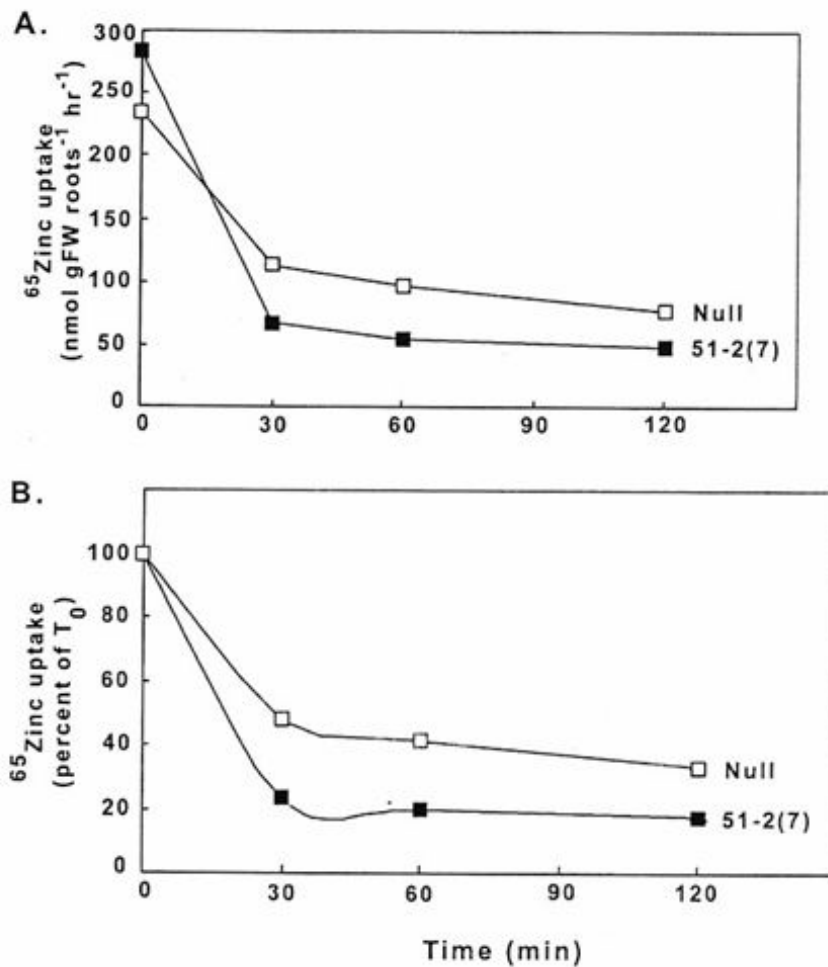 A.
300
250
200
150
100
50
0
⁶⁵Zinc uptake
(nmol gFW roots⁻¹ hr⁻¹)
Null
51-2(7)
0 30 60 90 120
B.
100
80
60
40
20
0
⁶⁵Zinc uptake
(percent of T₀)
Null
51-2(7)
0 30 60 90 120
Time (min)